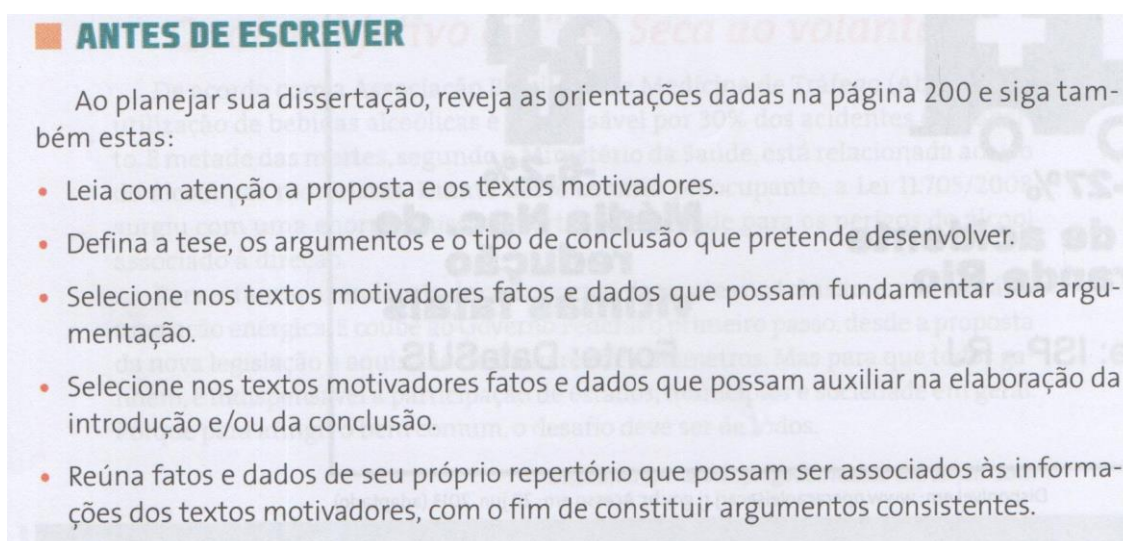 ANTES DE ESCREVER
Ao planejar sua dissertação, reveja as orientações dadas na página 200 e siga tam-
bém estas:
• Leia com atenção a proposta e os textos motivadores.
• Defina a tese, os argumentos e o tipo de conclusão que pretende desenvolver.
• Selecione nos textos motivadores fatos e dados que possam fundamentar sua argu-
mentação.
• Selecione nos textos motivadores fatos e dados que possam auxiliar na elaboração da
introdução e/ou da conclusão.
• Reúna fatos e dados de seu próprio repertório que possam ser associados às informa-
ções dos textos motivadores, com o fim de constituir argumentos consistentes.